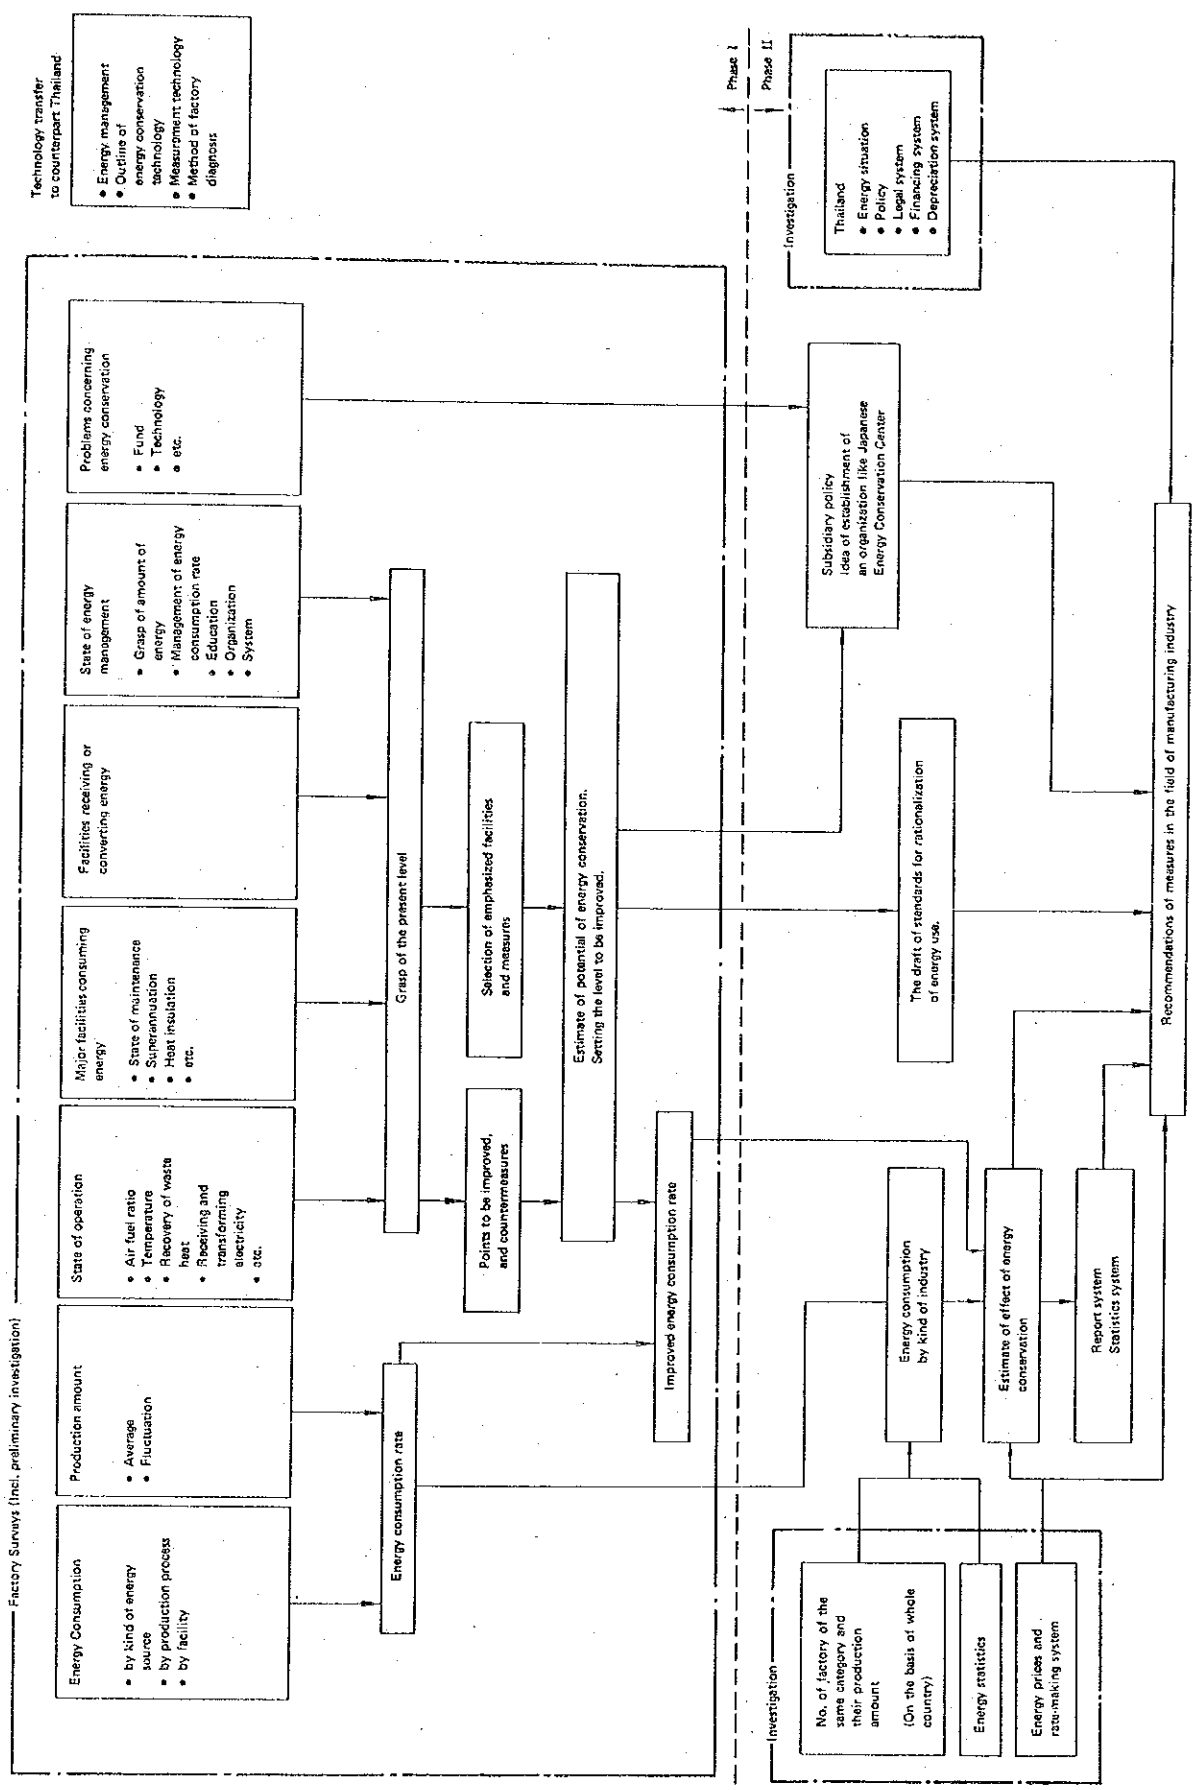 Factory Surveys (Incl. preliminary investigation)
Energy Consumption
• by kind of energy
source
• by production process
• by facility
Production amount
• Average
• Fluctuation
State of operation
• Air fuel ratio
• Temperature
• Recovery of waste
heat
• Receiving and
transforming
electricity
• etc.
Major facilities consuming
energy
• State of maintenance
• Superannuation
• Heat insulation
• etc.
Facilities receiving or
converting energy
State of energy
management
• Grasp of amount of
energy
• Management of energy
consumption rate
• Education
• Organization
• System
Problems concerning
energy conservation
• Fund
• Technology
• etc.
Technology transfer
to counterpart Thailand
• Energy management
• Outline of
energy conservation
technology
• Measurement technology
• Method of factory
diagnosis
Energy consumption rate
Grasp of the present level
Points to be improved,
and countermeasures
Selection of emphasized facilities
and measures
Estimate of potential of energy conservation.
Setting the level to be improved.
Improved energy consumption rate
Phase I
Phase II
Investigation
No. of factory of the
same category and
their production
amount
(On the basis of whole
country)
Energy statistics
Energy prices and
rate-making system
Energy consumption
by kind of industry
Estimate of effect of energy
conservation
Report system
Statistics system
The draft of standards for rationalization
of energy use.
Subsidiary policy
Idea of establishment of
an organization like Japanese
Energy Conservation Center
Investigation
Thailand
• Energy situation
• Policy
• Legal system
• Financing system
• Depreciation system
Recommendations of measures in the field of manufacturing industry